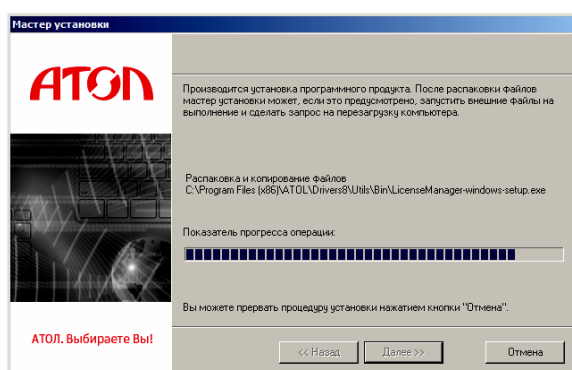 Мастер установки
АТОЛ
Производится установка программного продукта. После распаковки файлов
мастер установки может, если это предусмотрено, запустить внешние файлы на
выполнение и сделать запрос на перезагрузку компьютера.
Распаковка и копирование файлов
C:\Program Files (x86)\ATOL\Drivers8\Utils\Bin\LicenseManager-windows-setup.exe
Показатель прогресса операции:
Вы можете прервать процедуру установки нажатием кнопки "Отмена".
АТОЛ. Выбираете Вы!
<< Назад
Далее >>
Отмена